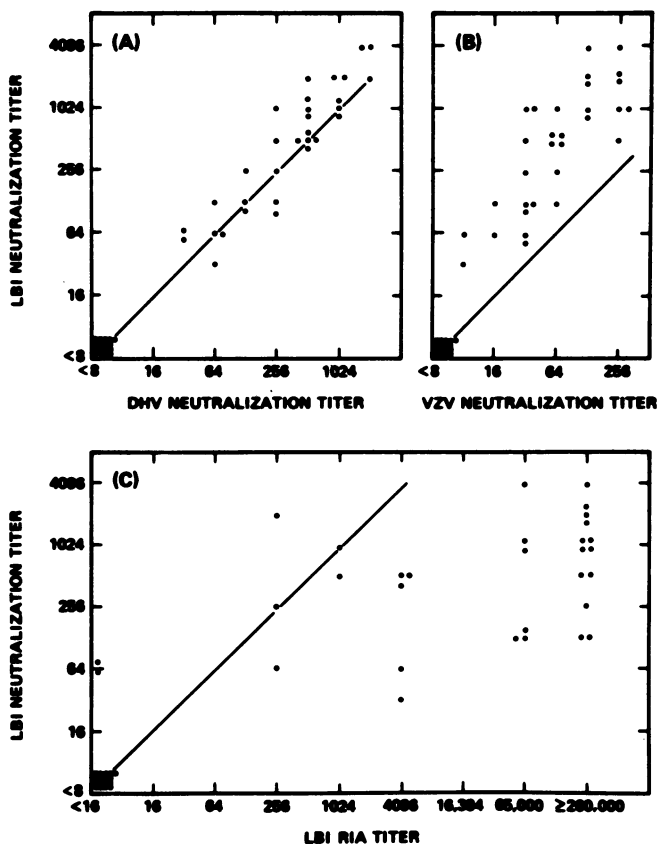 (A)
4096
1024
256
64
16
<8
LBI NEUTRALIZATION TITER
<8 16 64 256 1024
DHV NEUTRALIZATION TITER
(B)
<8 16 64 256
VZV NEUTRALIZATION TITER
(C)
4096
1024
256
64
16
<8
LBI NEUTRALIZATION TITER
<16 16 64 256 1024 4096 16,384 65,000 ≥260,000
LBI RIA TITER